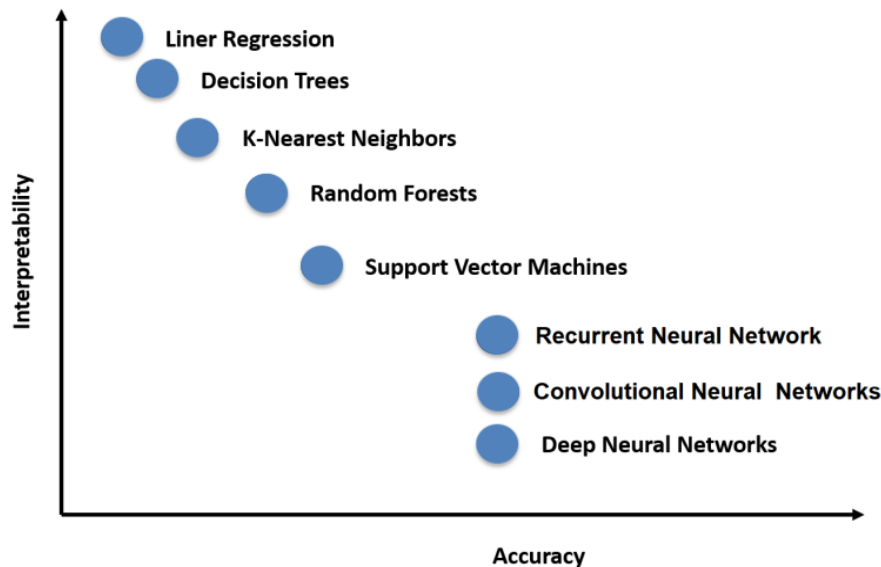 Liner Regression
Decision Trees
K-Nearest Neighbors
Random Forests
Support Vector Machines
Recurrent Neural Network
Convolutional Neural  Networks
Deep Neural Networks
Interpretability
Accuracy